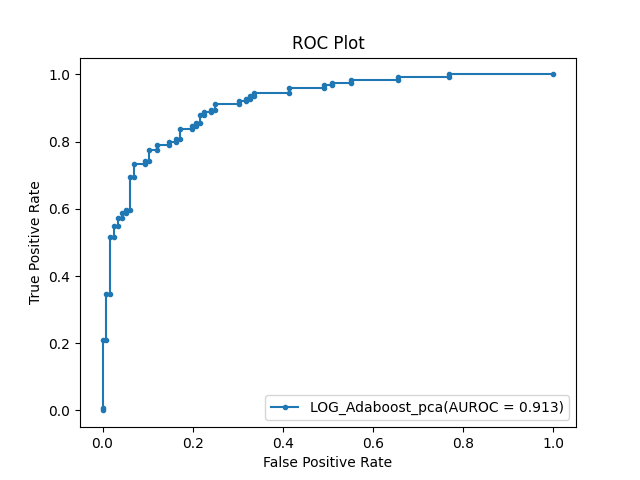 ROC Plot
1.0
0.8
0.6
0.4
0.2
0.0
True Positive Rate
LOG_Adaboost_pca(AUROC = 0.913)
0.0 0.2 0.4 0.6 0.8 1.0
False Positive Rate